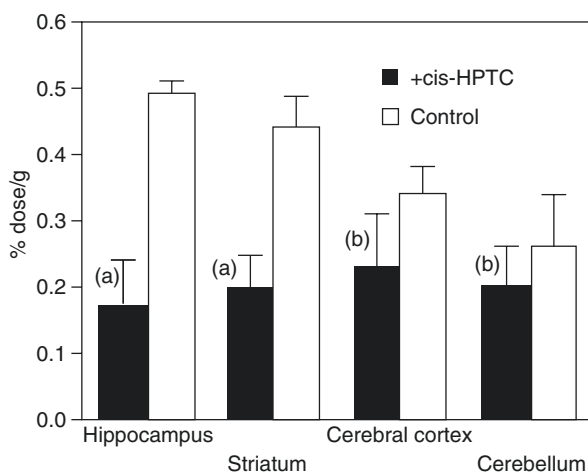 0.6
0.5
0.4
0.3
0.2
0.1
0.0
% dose/g
+cis-HPTC
Control
(a)
(a)
(b)
(b)
Hippocampus
Striatum
Cerebral cortex
Cerebellum